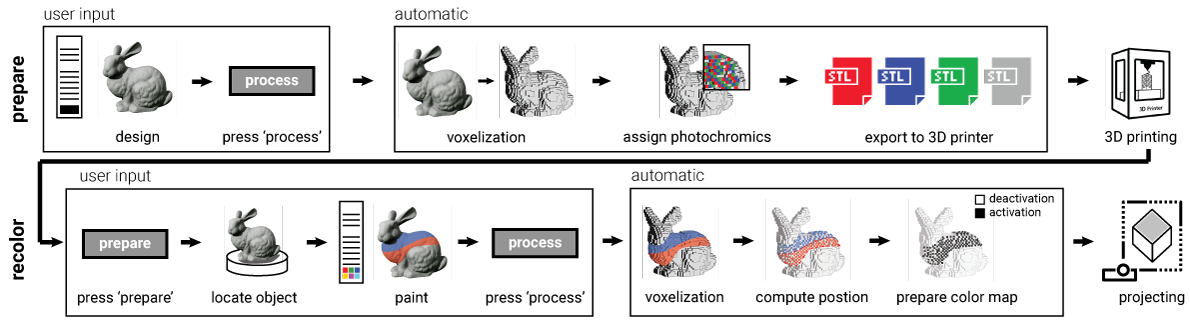 user input
automatic
prepare
process
STL STL STL STL
3D Printer
design
press ‘process’
voxelization
assign photochromics
export to 3D printer
3D printing
user input
automatic
recolor
deactivation
activation
prepare
process
press ‘prepare’
locate object
paint
press ‘process’
voxelization
compute postion
prepare color map
projecting